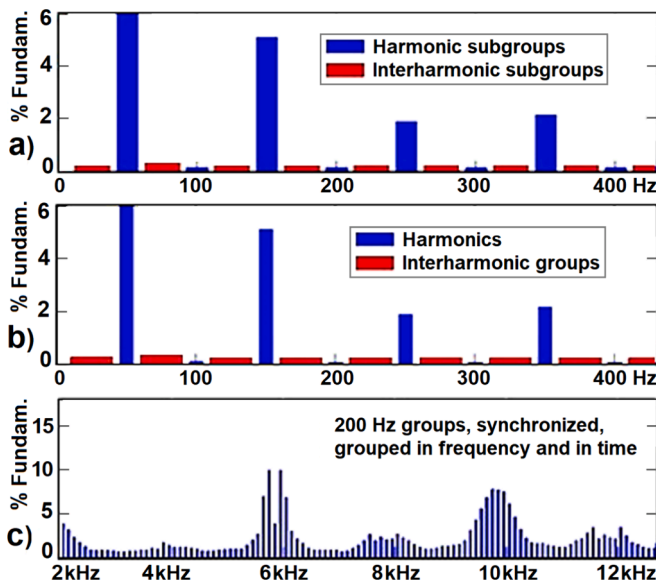 % Fundam.
6
4
2
0
a)
Harmonic subgroups
Interharmonic subgroups
0 100 200 300 400 Hz
% Fundam.
6
4
2
0
b)
Harmonics
Interharmonic groups
0 100 200 300 400 Hz
% Fundam.
15
10
5
0
c)
200 Hz groups, synchronized,
grouped in frequency and in time
2kHz 4kHz 6kHz 8kHz 10kHz 12kHz